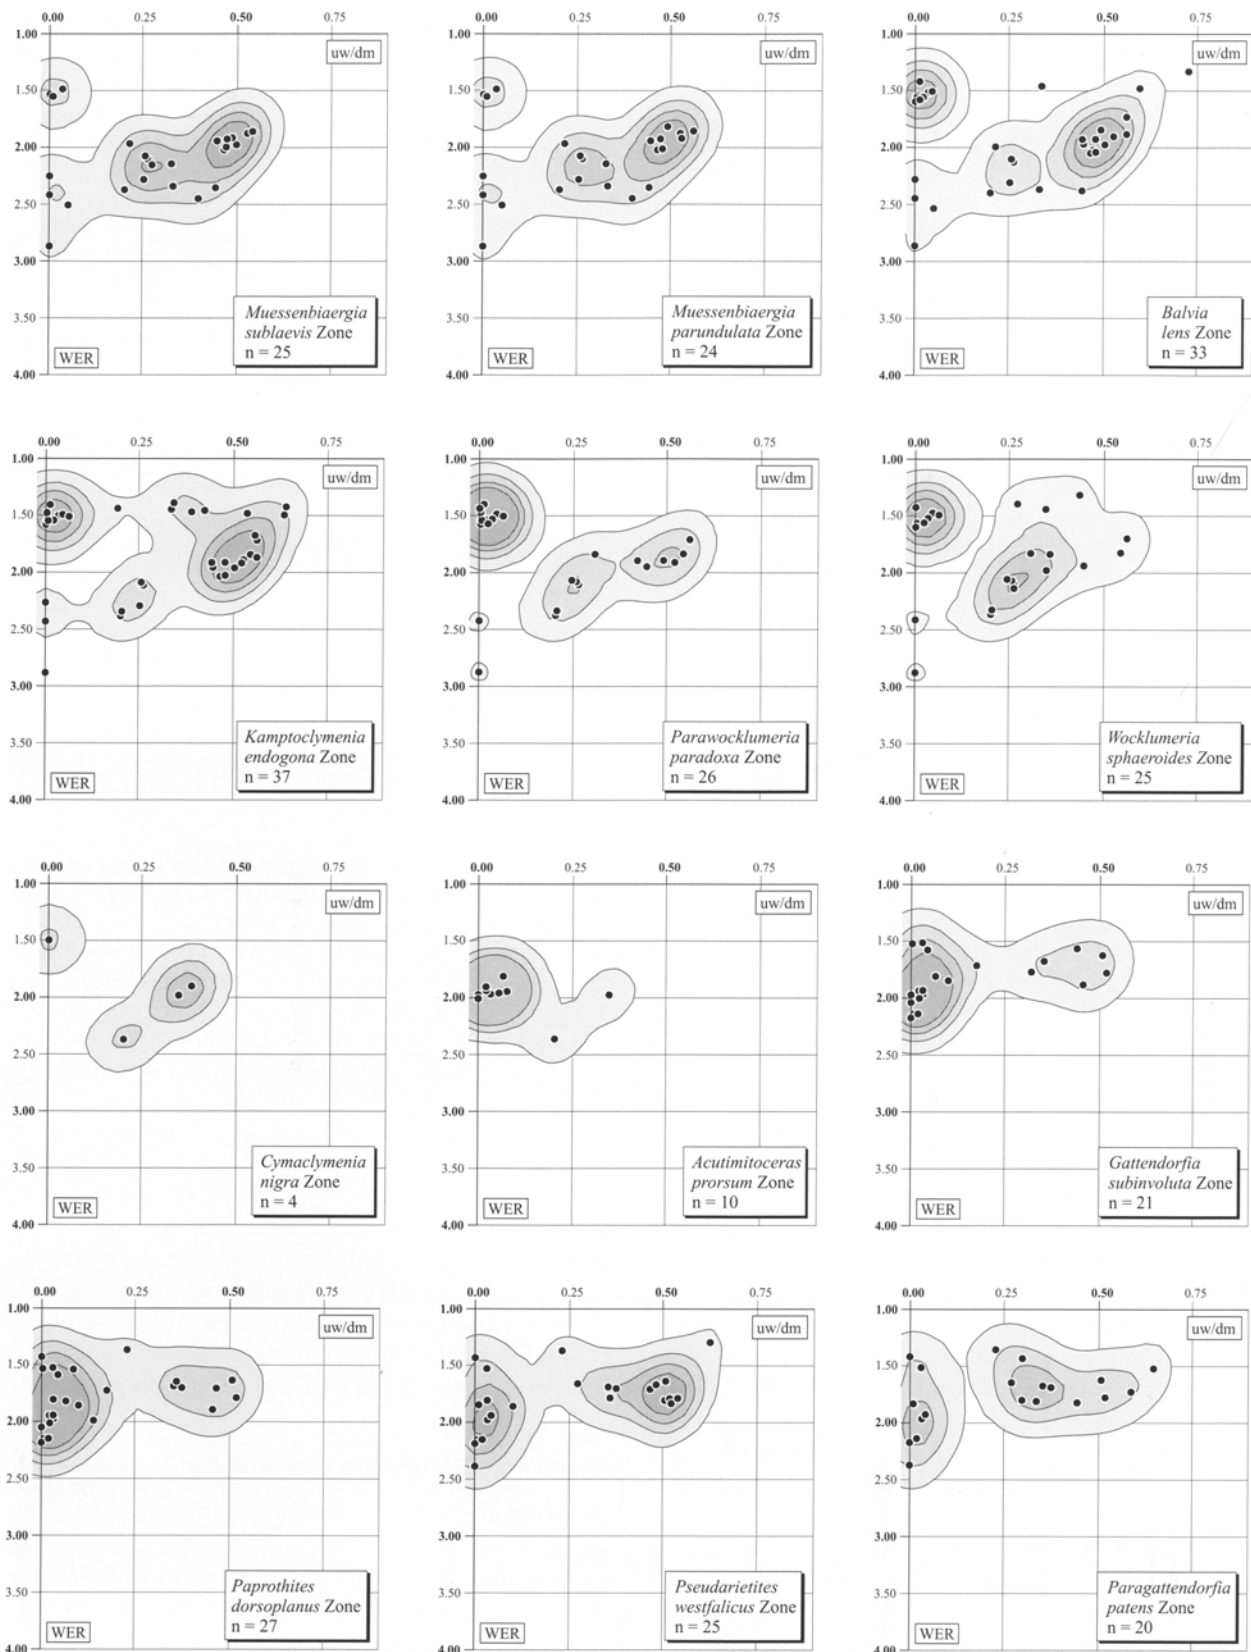 0.00 0.25 0.50 0.75
1.00
uw/dm
1.50
2.00
2.50
3.00
3.50
4.00
WER
Muessenbiaergia
sublaevis Zone
n = 25
0.00 0.25 0.50 0.75
1.00
uw/dm
1.50
2.00
2.50
3.00
3.50
4.00
WER
Muessenbiaergia
parundulata Zone
n = 24
0.00 0.25 0.50 0.75
1.00
uw/dm
1.50
2.00
2.50
3.00
3.50
4.00
WER
Balvia
lens Zone
n = 33
0.00 0.25 0.50 0.75
1.00
uw/dm
1.50
2.00
2.50
3.00
3.50
4.00
WER
Kamptoclymenia
endogona Zone
n = 37
0.00 0.25 0.50 0.75
1.00
uw/dm
1.50
2.00
2.50
3.00
3.50
4.00
WER
Parawocklumeria
paradoxa Zone
n = 26
0.00 0.25 0.50 0.75
1.00
uw/dm
1.50
2.00
2.50
3.00
3.50
4.00
WER
Wocklumeria
sphaeroides Zone
n = 25
0.00 0.25 0.50 0.75
1.00
uw/dm
1.50
2.00
2.50
3.00
3.50
4.00
WER
Cymaclymenia
nigra Zone
n = 4
0.00 0.25 0.50 0.75
1.00
uw/dm
1.50
2.00
2.50
3.00
3.50
4.00
WER
Acutimitoceras
prorsum Zone
n = 10
0.00 0.25 0.50 0.75
1.00
uw/dm
1.50
2.00
2.50
3.00
3.50
4.00
WER
Gattendorfia
subinvoluta Zone
n = 21
0.00 0.25 0.50 0.75
1.00
uw/dm
1.50
2.00
2.50
3.00
3.50
4.00
WER
Paprothites
dorsoplanus Zone
n = 27
0.00 0.25 0.50 0.75
1.00
uw/dm
1.50
2.00
2.50
3.00
3.50
4.00
WER
Pseudarietites
westfalicus Zone
n = 25
0.00 0.25 0.50 0.75
1.00
uw/dm
1.50
2.00
2.50
3.00
3.50
4.00
WER
Paragattendorfia
patens Zone
n = 20